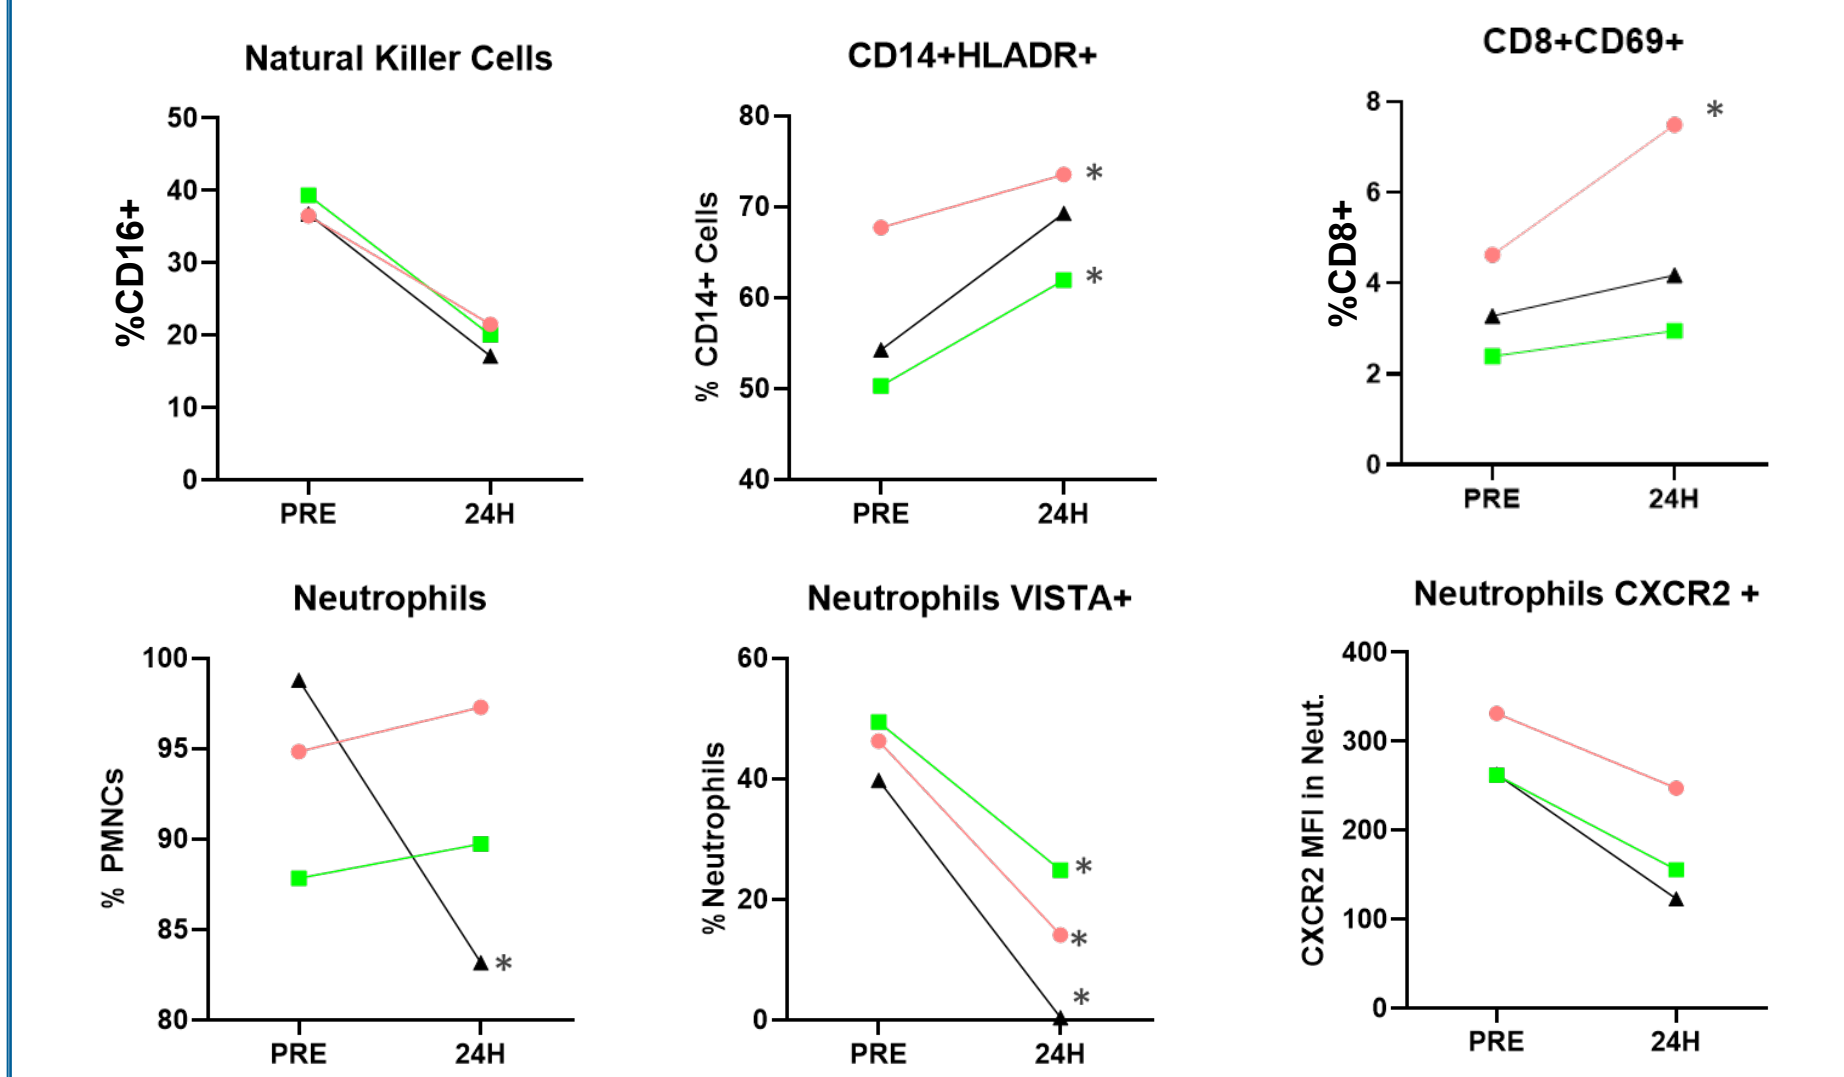 Natural Killer Cells
%CD16+
50
40
30
20
10
0
PRE 24H
CD14+HLADR+
% CD14+ Cells
80
70
60
50
40
PRE 24H
*
*
CD8+CD69+
%CD8+
8
6
4
2
0
PRE 24H
*
Neutrophils
% PMNCs
100
95
90
85
80
PRE 24H
*
Neutrophils VISTA+
% Neutrophils
60
40
20
0
PRE 24H
*
*
*
Neutrophils CXCR2 +
CXCR2 MFI in Neut.
400
300
200
100
0
PRE 24H